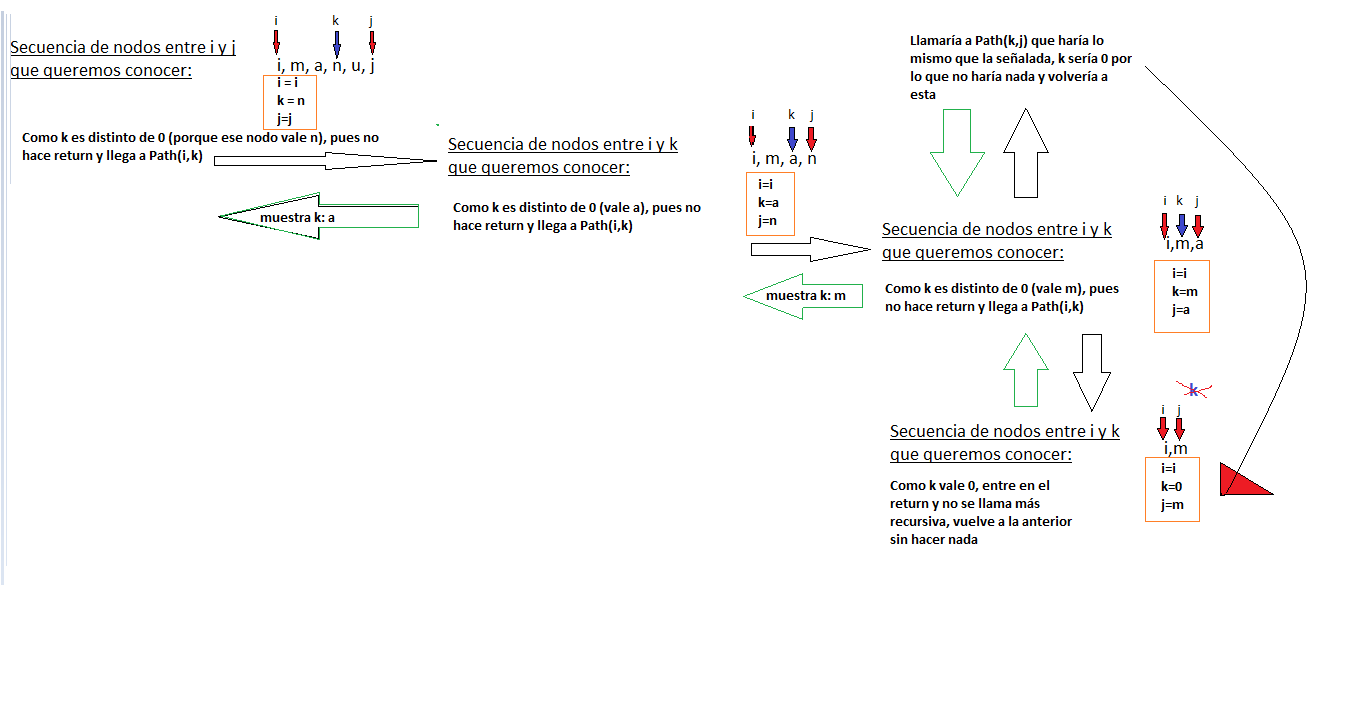 i k j
Secuencia de nodos entre i y j
que queremos conocer:
i, m, a, n, u, j
i = i
k = n
j=j
Como k es distinto de 0 (porque ese nodo vale n), pues no
hace return y llega a Path(i,k)
muestra k: a
Secuencia de nodos entre i y k
que queremos conocer:
Como k es distinto de 0 (vale a), pues no
hace return y llega a Path(i,k)
i k j
i, m, a, n
i=i
k=a
j=n
muestra k: m
Llamaría a Path(k,j) que haría lo
mismo que la señalada, k sería 0 por
lo que no haría nada y volvería a
esta
Secuencia de nodos entre i y k
que queremos conocer:
Como k es distinto de 0 (vale m), pues
no hace return y llega a Path(i,k)
i k j
i,m,a
i=i
k=m
j=a
Secuencia de nodos entre i y k
que queremos conocer:
Como k vale 0, entre en el
return y no se llama más
recursiva, vuelve a la anterior
sin hacer nada
k
i j
i,m
i=i
k=0
j=m